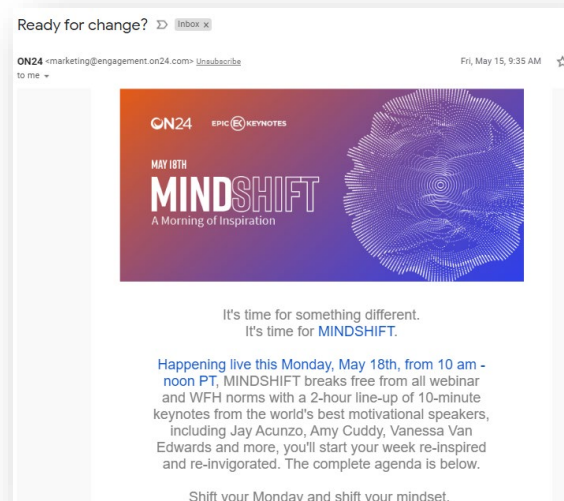 Ready for change?
Inbox x
ON24 <marketing@engagement.on24.com> Unsubscribe
Fri, May 15, 9:35 AM
to me
ON24 EPIC EK KEYNOTES
MAY 18TH
MINDSHIFT
A Morning of Inspiration
It's time for something different.
It's time for MINDSHIFT.
Happening live this Monday, May 18th, from 10 am -
noon PT, MINDSHIFT breaks free from all webinar
and WFH norms with a 2-hour line-up of 10-minute
keynotes from the world's best motivational speakers,
including Jay Acunzo, Amy Cuddy, Vanessa Van
Edwards and more, you'll start your week re-inspired
and re-invigorated. The complete agenda is below.
Shift your Monday and shift your mindset.